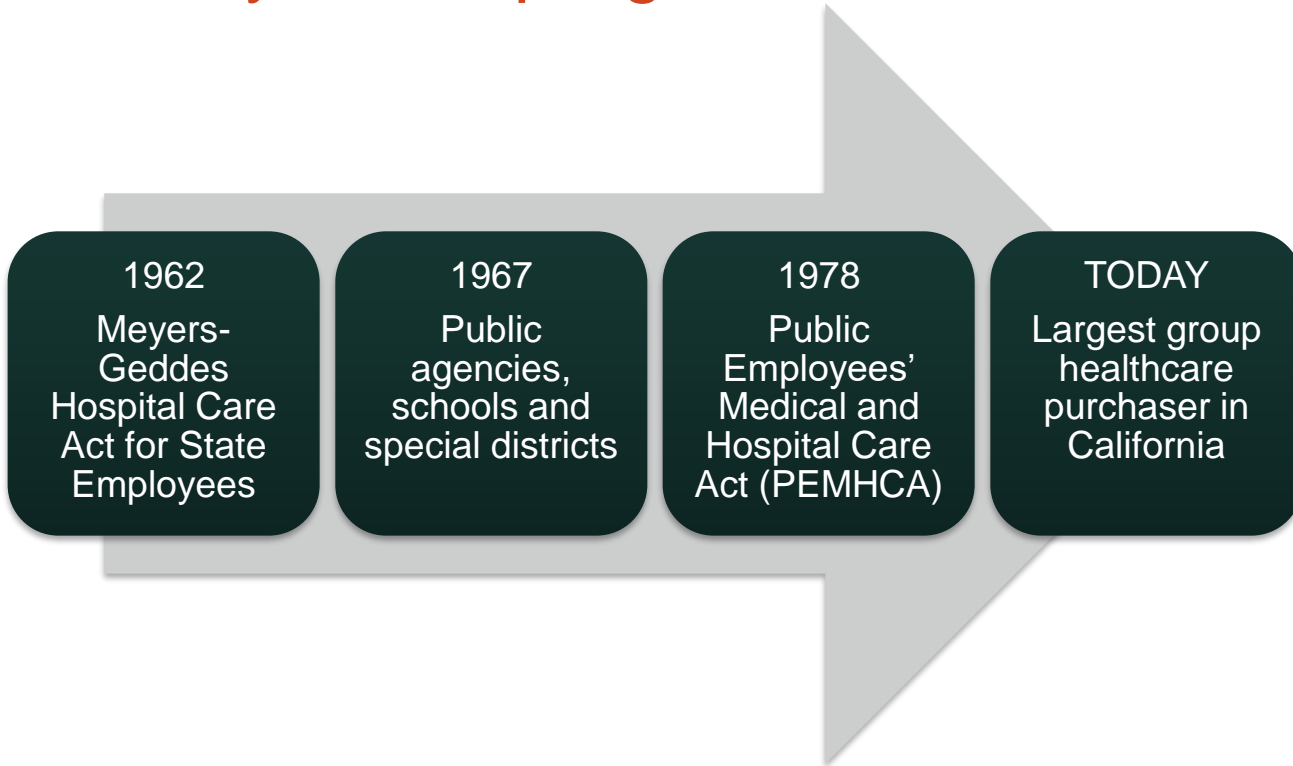 1962
Meyers-
Geddes
Hospital Care
Act for State
Employees
1967
Public
agencies,
schools and
special districts
1978
Public
Employees’
Medical and
Hospital Care
Act (PEMHCA)
TODAY
Largest group
healthcare
purchaser in
California